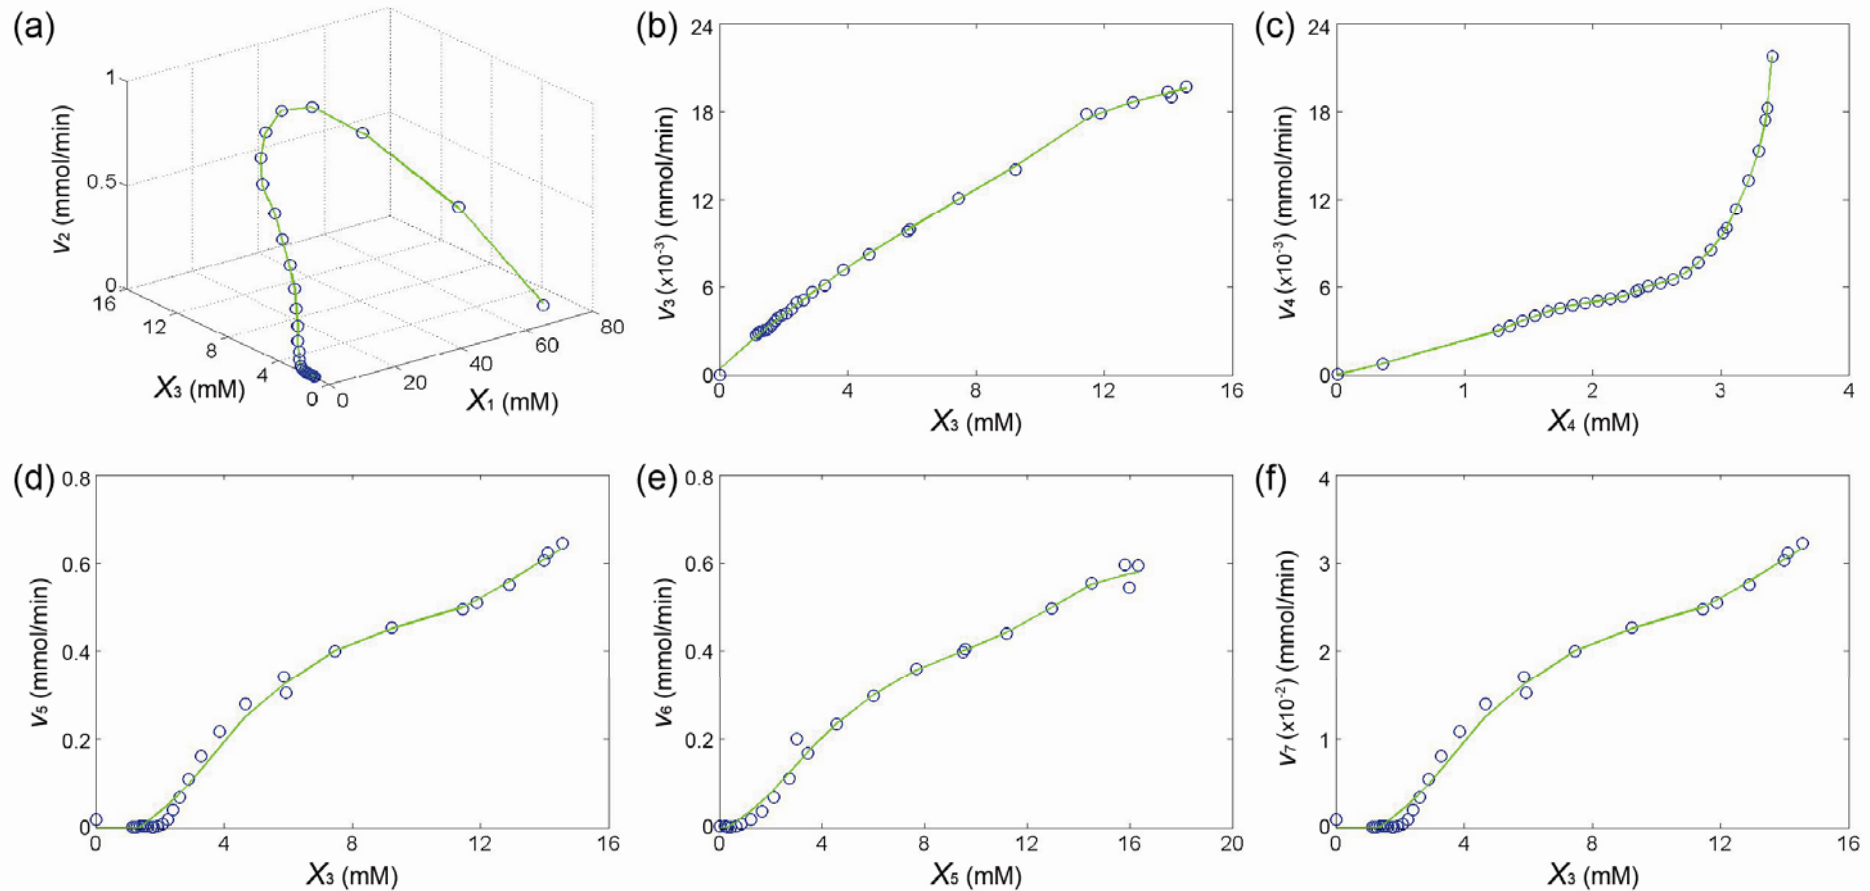 (a)
1
0.5
0
v2 (mmol/min)
16
12
8
4
0
X3 (mM)
0
20
40
60
80
X1 (mM)
(b)
24
18
12
6
0
v3 (x10-3) (mmol/min)
0 4 8 12 16
X3 (mM)
(c)
24
18
12
6
0
v4 (x10-3) (mmol/min)
0 1 2 3 4
X4 (mM)
(d)
0.8
0.6
0.4
0.2
0
v5 (mmol/min)
0 4 8 12 16
X3 (mM)
(e)
0.8
0.6
0.4
0.2
0
v6 (mmol/min)
0 4 8 12 16 20
X5 (mM)
(f)
4
3
2
1
0
v7 (x10-2) (mmol/min)
0 4 8 12 16
X3 (mM)